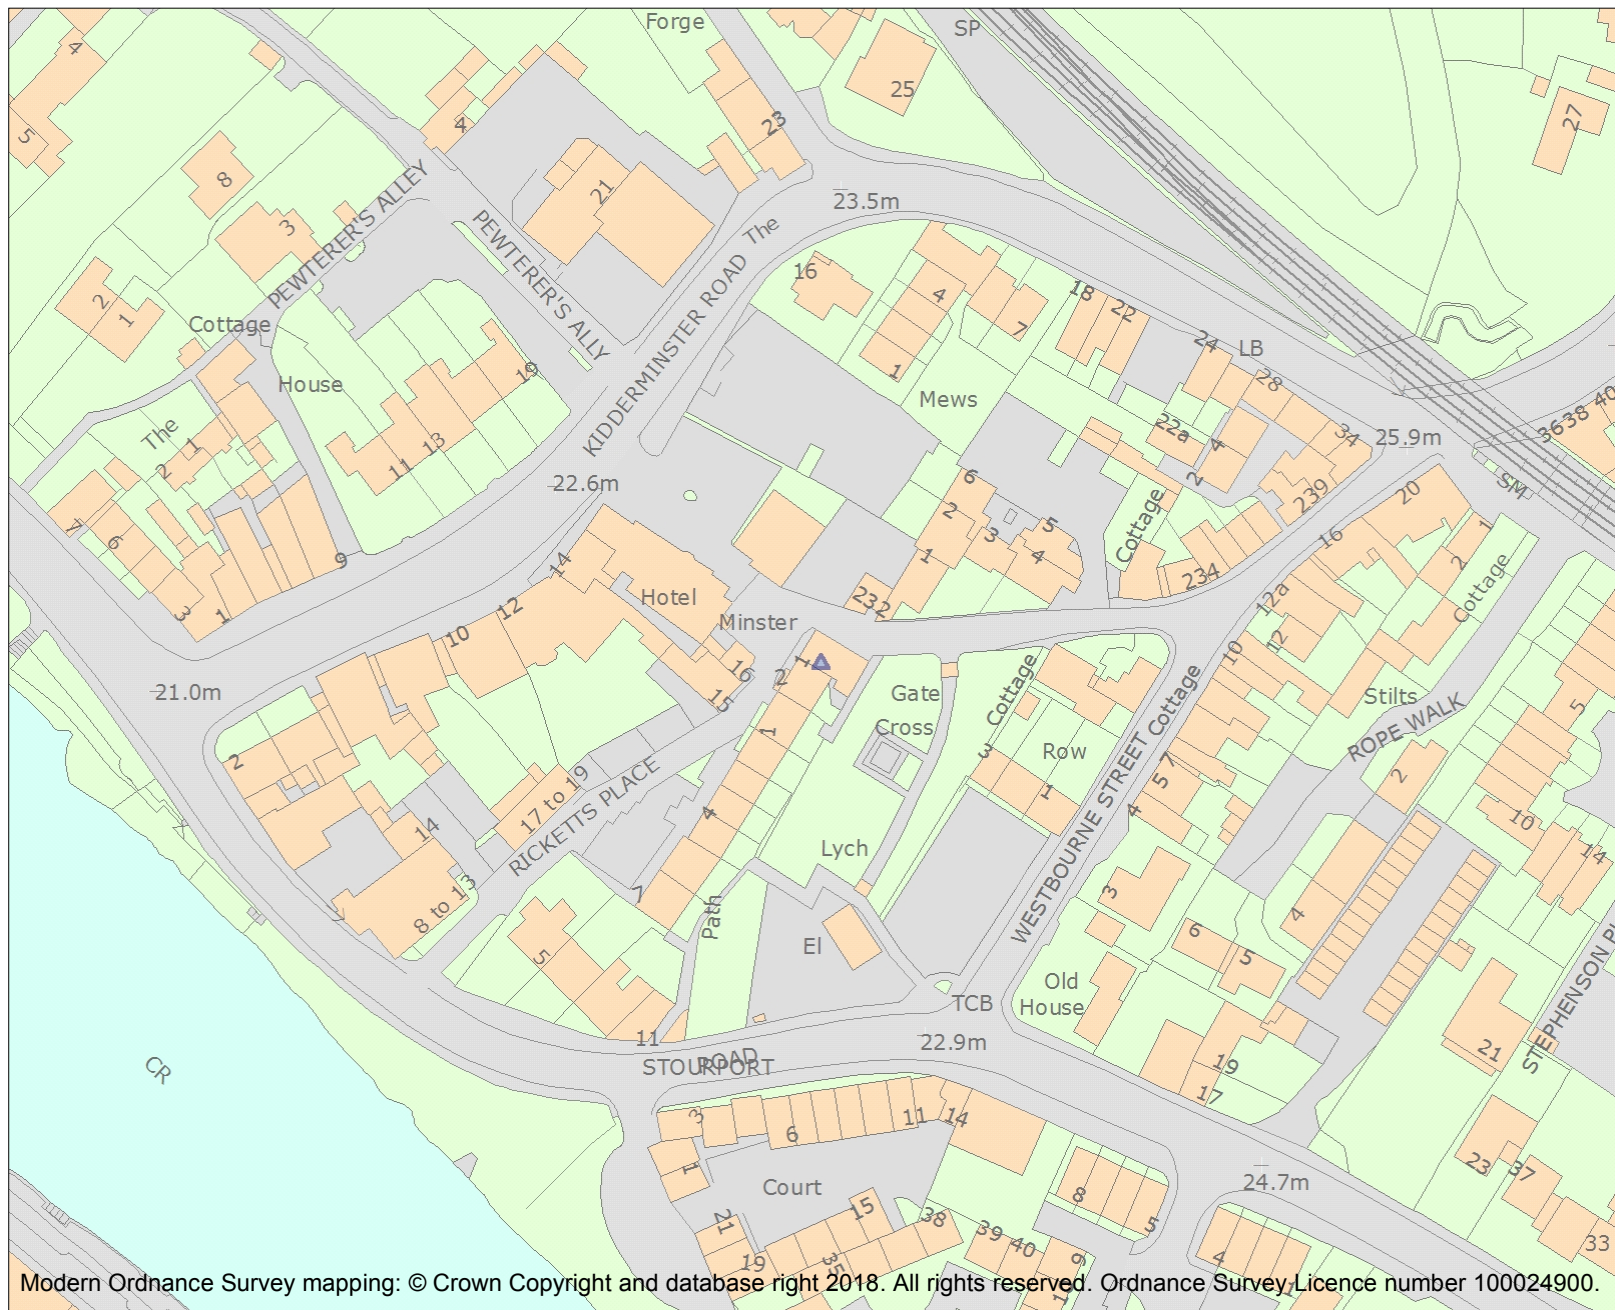 Forge
SP
4
25
27
5
4
23
8
21
PEWTERER'S ALLEY
3
23.5m
PEWTERER'S ALLY
The
16
2
1
Cottage
KIDDERMINSTER ROAD
4
18
22
7
24
LB
House
19
1
28
Mews
3638 40
The
1
2
11
13
22a
4
34
25.9m
22.6m
6
2
239
20
SM
7
6
2
3
5
1
4
Cottage
16
1
2
9
14
Hotel
232
234
12a
Cottage
3
1
12
10
Minster
12
10
1
2
16
15
21.0m
Gate
Cross
Cottage
Cottage
Stilts
5
ROPE WALK
2
1
3
Row
1
WESTBOURNE STREET
5 7
4
2
17 to 19
RICKETTS PLACE
4
10
14
14
Lych
8 to 13
7
Path
3
4
5
El
6
5
Old
House
TCB
STEPHENSON PL
11
STOURPORT
ROAD
22.9m
21
19
17
CR
3
6
11
14
1
23
37
Court
24.7m
8
5
21
15
38
39
40
19
35
9
4
1
33
Modern Ordnance Survey mapping: © Crown Copyright and database right 2018. All rights reserved. Ordnance Survey Licence number 100024900.